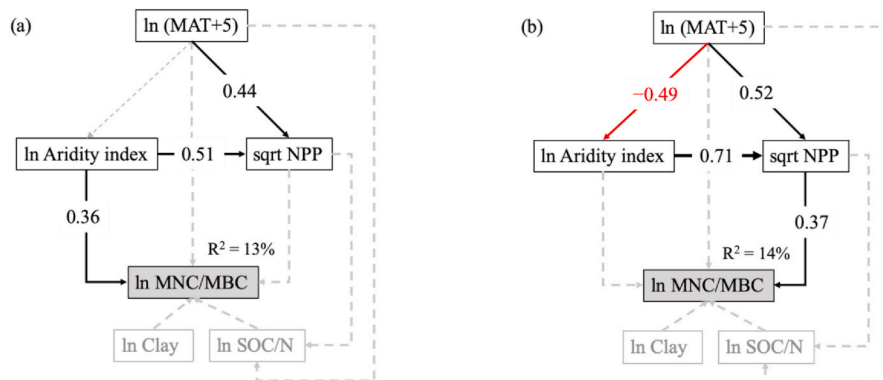 (a)
ln (MAT+5)
0.44
ln Aridity index
0.51
sqrt NPP
0.36
R² = 13%
ln MNC/MBC
ln Clay
ln SOC/N
(b)
ln (MAT+5)
−0.49
0.52
ln Aridity index
0.71
sqrt NPP
0.37
R² = 14%
ln MNC/MBC
ln Clay
ln SOC/N